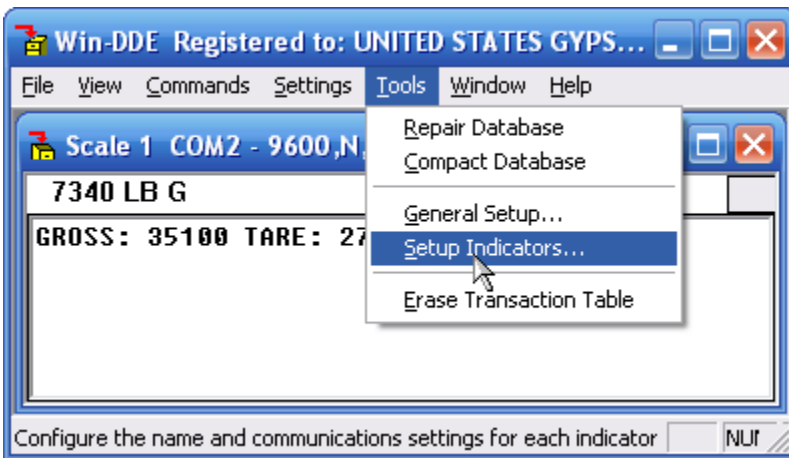 Win-DDE Registered to: UNITED STATES GYPS...
File View Commands Settings Tools Window Help
Scale 1 COM2 - 9600,N,
7340 LB G
GROSS: 35100 TARE: 27
Repair Database
Compact Database
General Setup...
Setup Indicators...
Erase Transaction Table
Configure the name and communications settings for each indicator